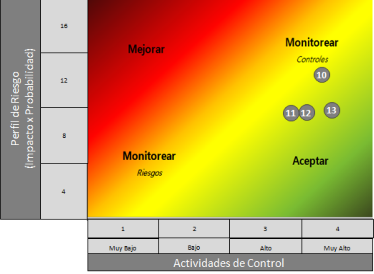 Perfil de Riesgo
(Impacto x Probabilidad)
16
12
8
4
Mejorar
Monitorear
Controles
10
11
12
13
Monitorear
Riesgos
Aceptar
1
2
3
4
Muy Bajo
Bajo
Alto
Muy Alto
Actividades de Control